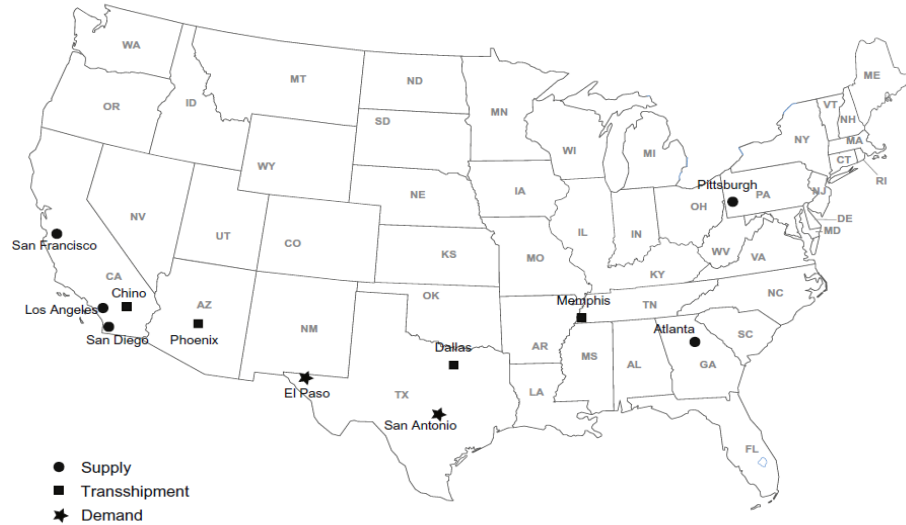 WA
ME
MT
ND
VT
NH
OR
ID
MN
SD
NY
MA
WI
MI
CT
WY
RI
Pittsburgh
PA
NJ
IA
NE
OH
DE
NV
IL
IN
MD
San Francisco
UT
CO
WV
VA
KS
MO
KY
CA
Chino
OK
Memphis
NC
TN
Los Angeles
AZ
Atlanta
NM
San Diego
Phoenix
SC
Dallas
AR
MS
AL
GA
El Paso
TX
LA
San Antonio
FL
Supply
Transshipment
Demand